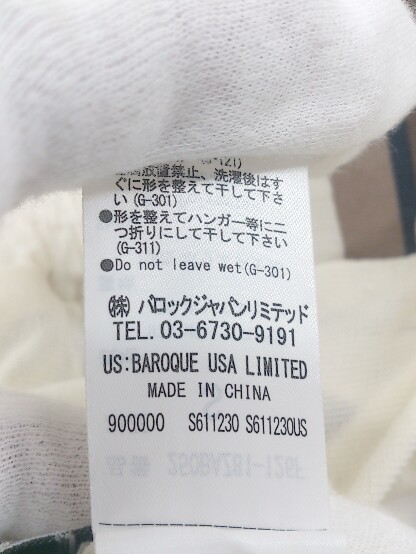 放置禁止、洗濯後はす
ぐに形を整えて干して下さ
い(G-301)
●形を整えてハンガー等に二
つ折りにして干して下さい
(G-311)
●Do not leave wet(G-301)
㈱ バロックジャパンリミテッド
TEL. 03-6730-9191
US:BAROQUE USA LIMITED
MADE IN CHINA
900000 S611230 S611230US